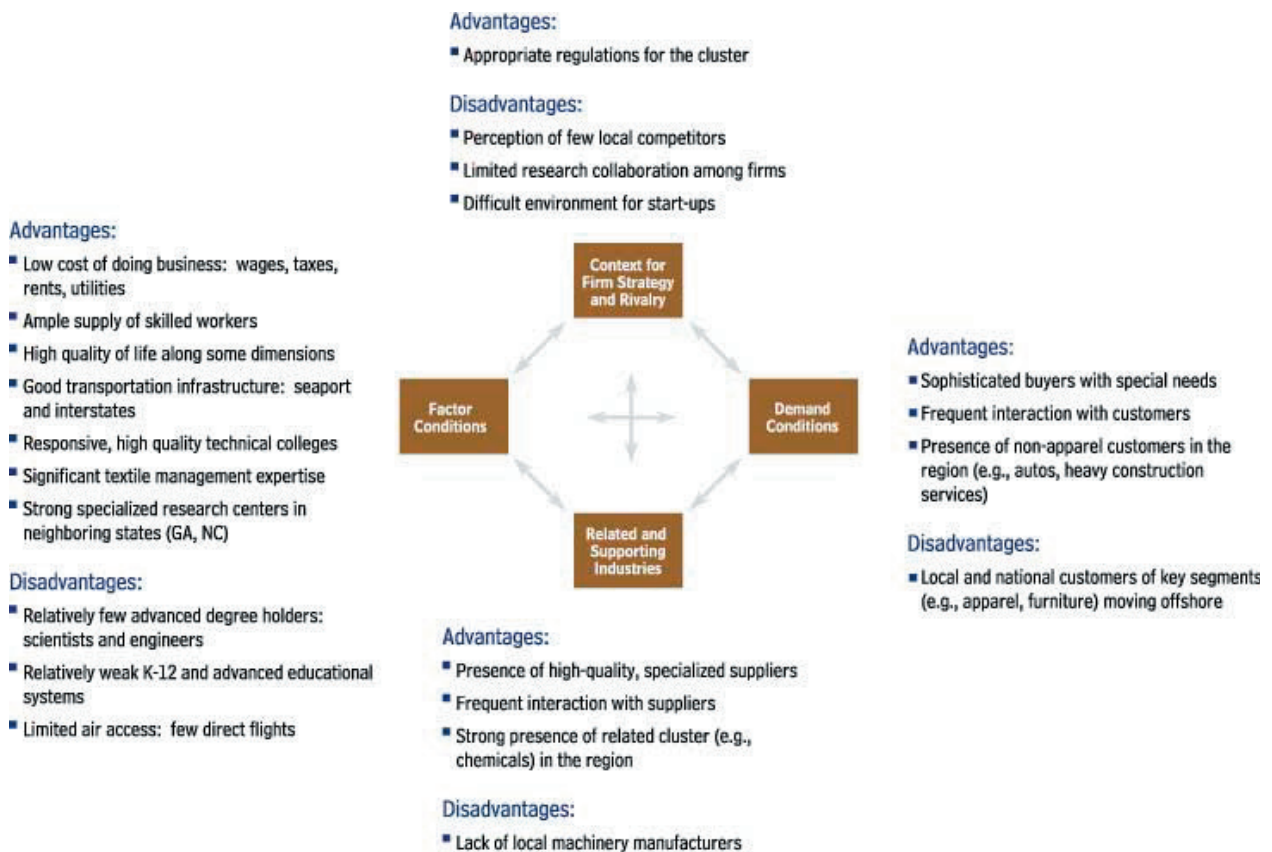 Advantages:
▪ Appropriate regulations for the cluster
Disadvantages:
▪ Perception of few local competitors
▪ Limited research collaboration among firms
▪ Difficult environment for start-ups
Advantages:
▪ Low cost of doing business: wages, taxes,
rents, utilities
▪ Ample supply of skilled workers
▪ High quality of life along some dimensions
▪ Good transportation infrastructure: seaport
and interstates
▪ Responsive, high quality technical colleges
▪ Significant textile management expertise
▪ Strong specialized research centers in
neighboring states (GA, NC)
Disadvantages:
▪ Relatively few advanced degree holders:
scientists and engineers
▪ Relatively weak K-12 and advanced educational
systems
▪ Limited air access: few direct flights
Context for
Firm Strategy
and Rivalry
Factor
Conditions
Demand
Conditions
Related and
Supporting
Industries
Advantages:
▪ Sophisticated buyers with special needs
▪ Frequent interaction with customers
▪ Presence of non-apparel customers in the
region (e.g., autos, heavy construction
services)
Disadvantages:
▪ Local and national customers of key segments
(e.g., apparel, furniture) moving offshore
Advantages:
▪ Presence of high-quality, specialized suppliers
▪ Frequent interaction with suppliers
▪ Strong presence of related cluster (e.g.,
chemicals) in the region
Disadvantages:
▪ Lack of local machinery manufacturers